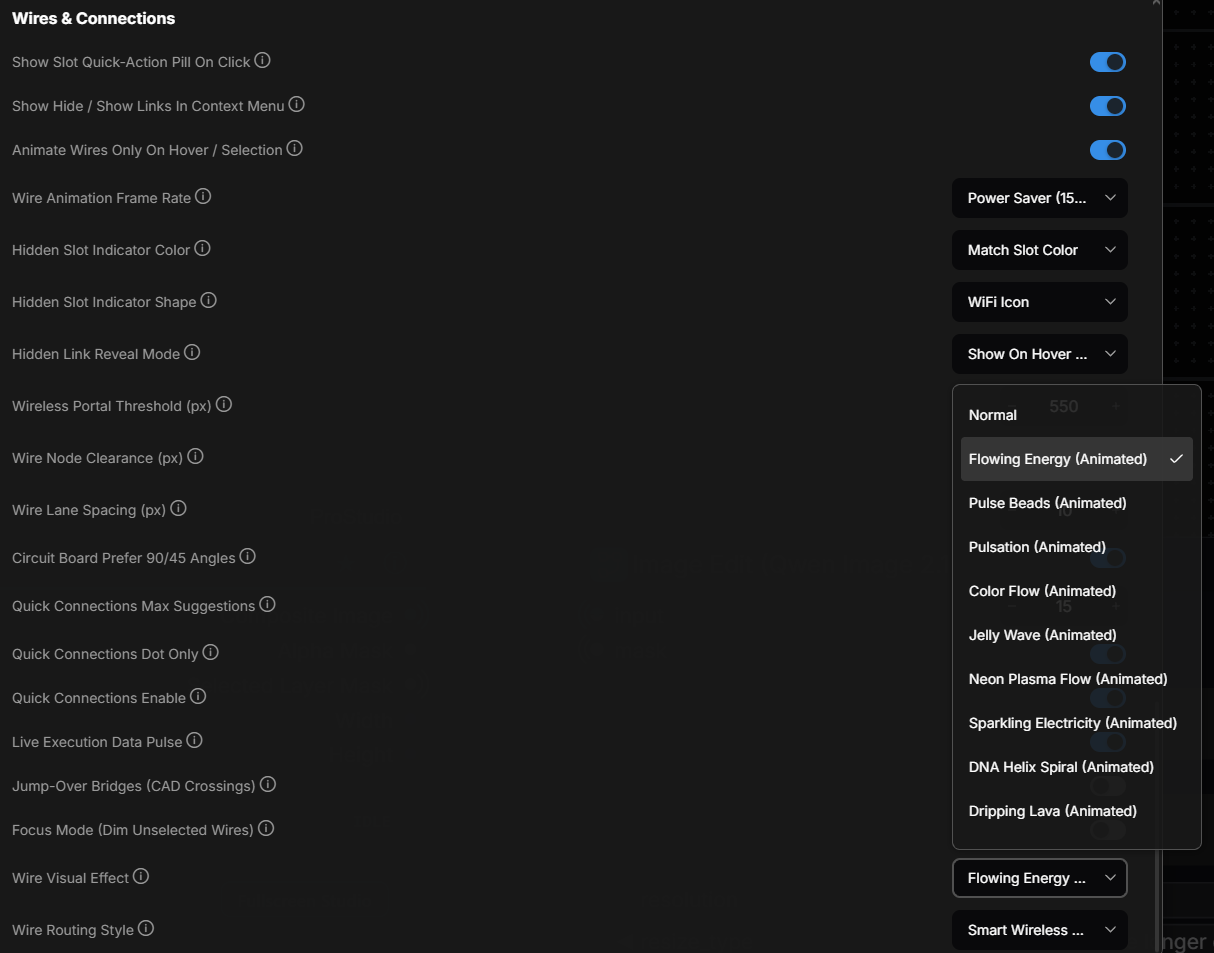 Wires & Connections
Show Slot Quick-Action Pill On Click
Show Hide / Show Links In Context Menu
Animate Wires Only On Hover / Selection
Wire Animation Frame Rate
Power Saver (15...
Hidden Slot Indicator Color
Match Slot Color
Hidden Slot Indicator Shape
WiFi Icon
Hidden Link Reveal Mode
Show On Hover ...
Wireless Portal Threshold (px)
550
Normal
Wire Node Clearance (px)
Flowing Energy (Animated)
Wire Lane Spacing (px)
Pulse Beads (Animated)
10
Circuit Board Prefer 90/45 Angles
Pulsation (Animated)
Quick Connections Max Suggestions
Color Flow (Animated)
15
Quick Connections Dot Only
Jelly Wave (Animated)
Quick Connections Enable
Neon Plasma Flow (Animated)
Live Execution Data Pulse
Sparkling Electricity (Animated)
Jump-Over Bridges (CAD Crossings)
DNA Helix Spiral (Animated)
Focus Mode (Dim Unselected Wires)
Dripping Lava (Animated)
Wire Visual Effect
Flowing Energy ...
Wire Routing Style
Smart Wireless ...
nger